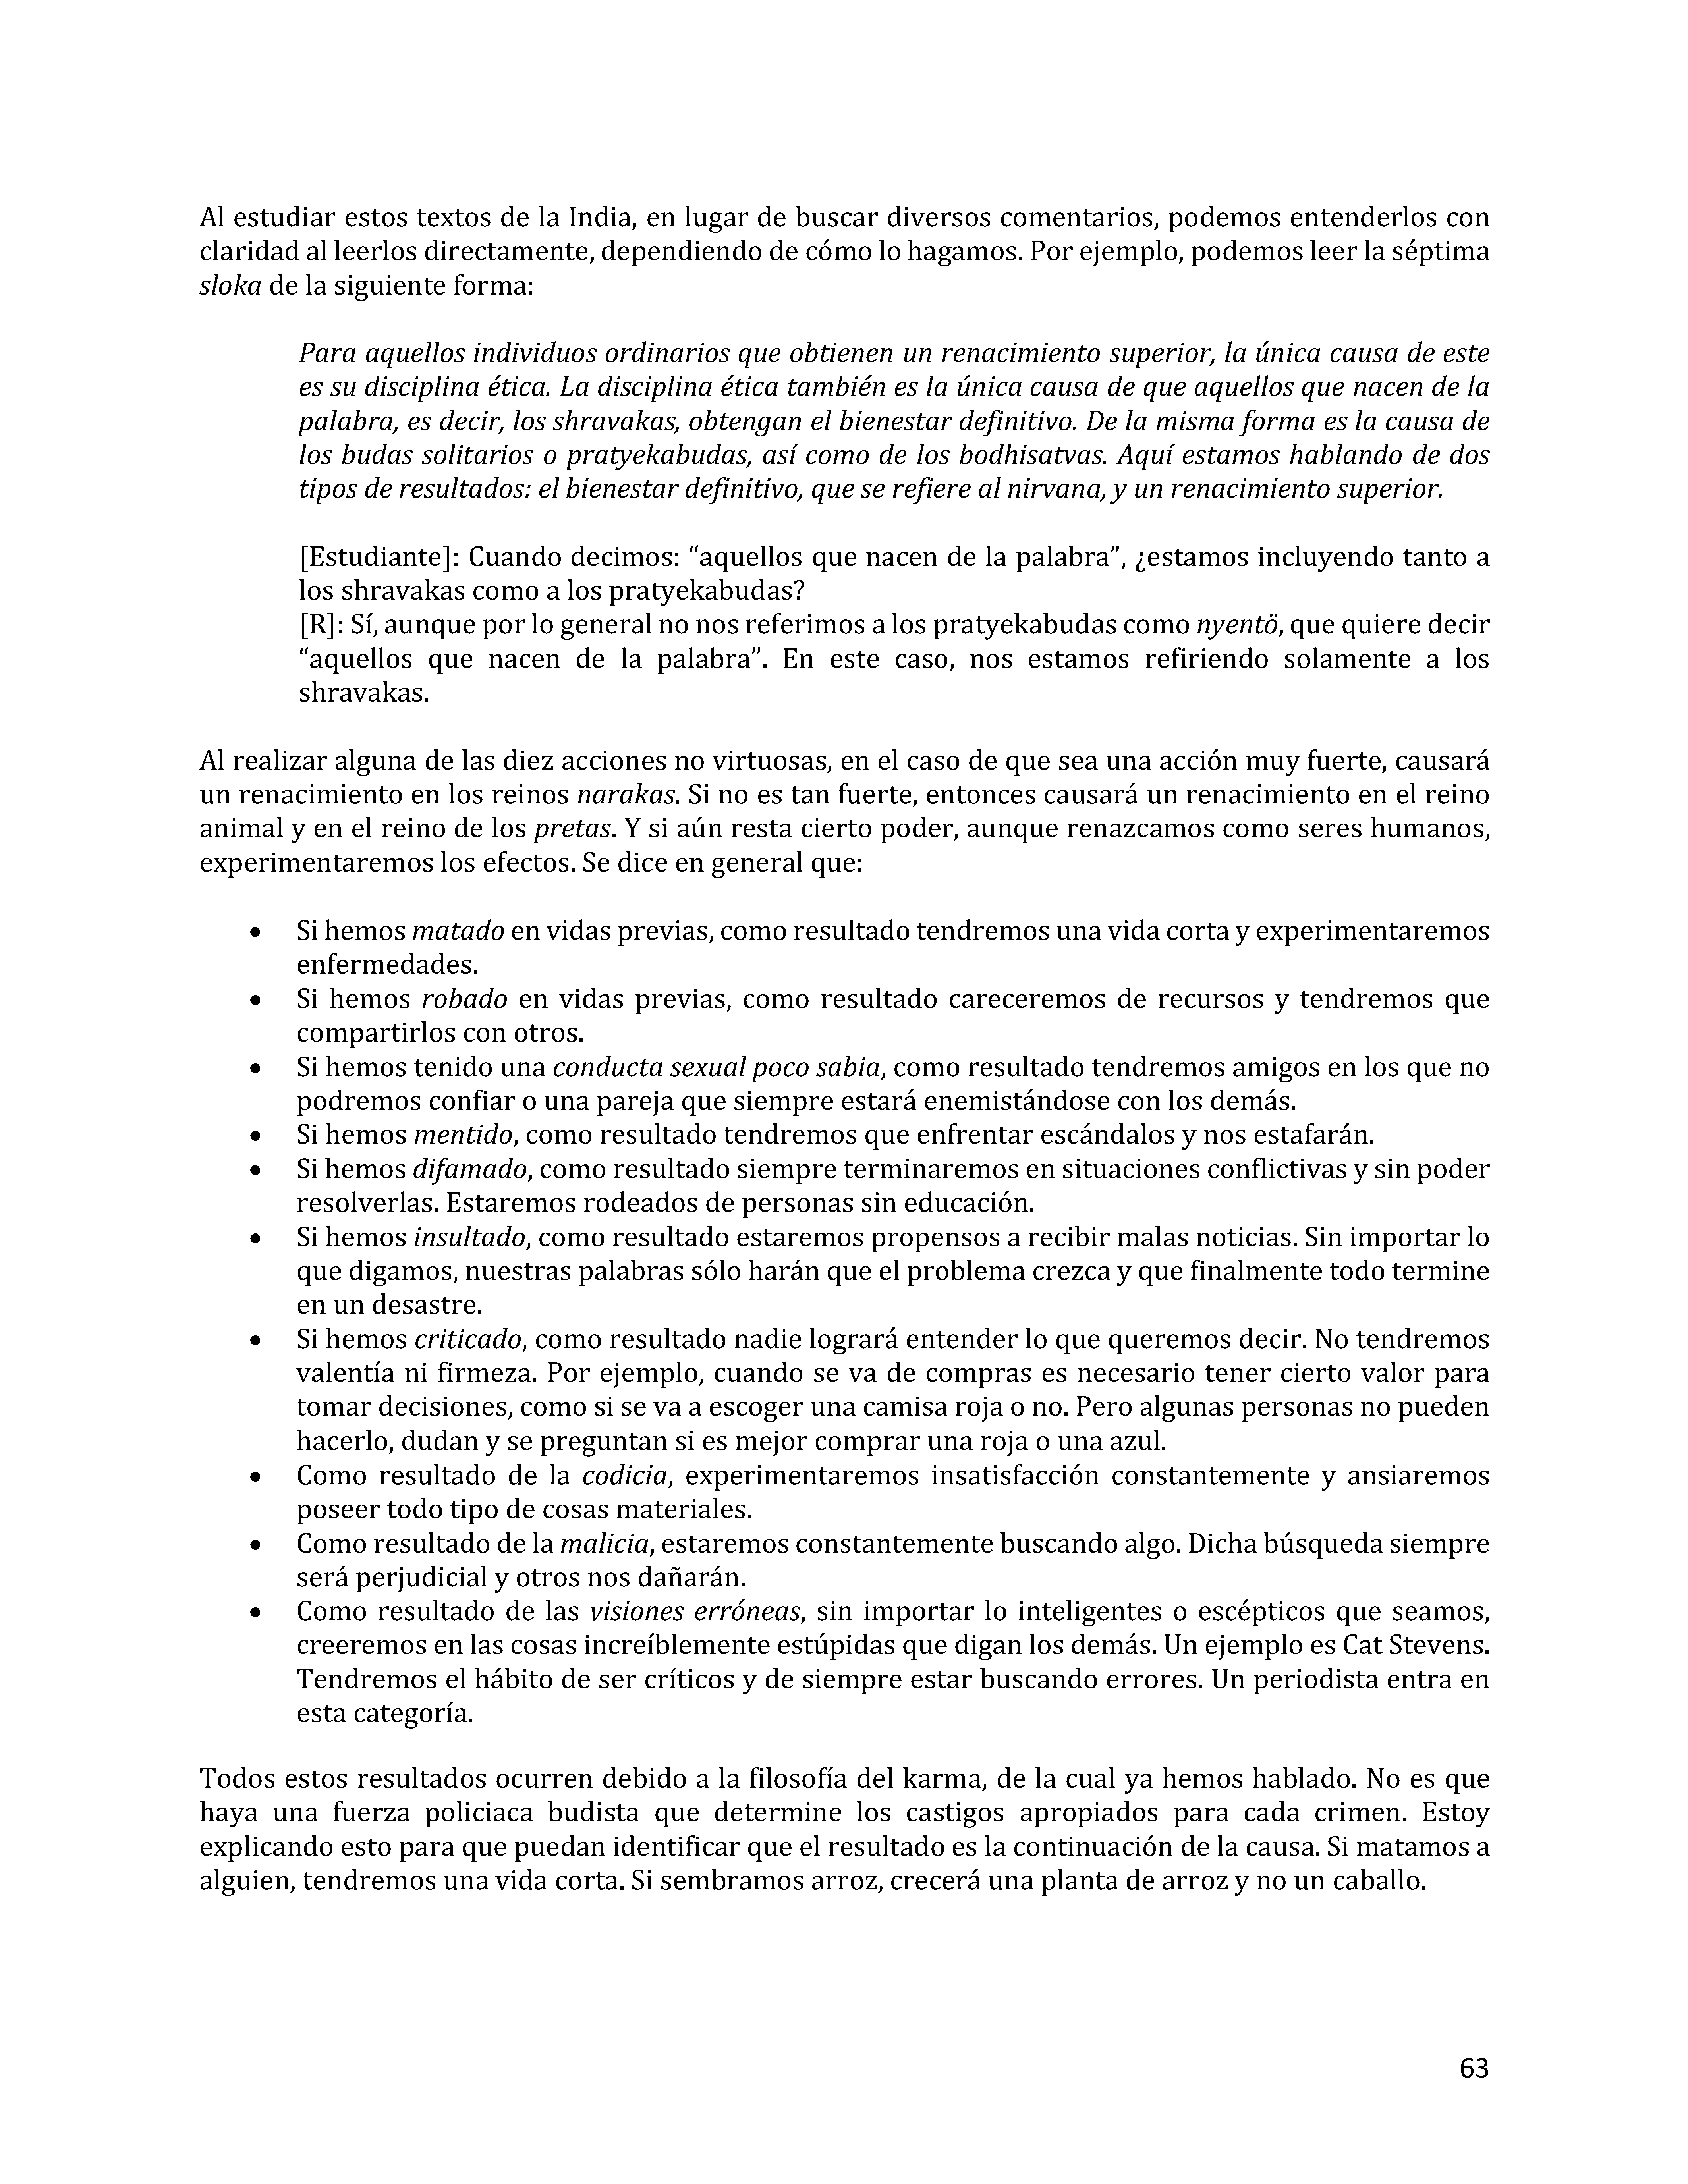 Al estudiar estos textos de la India, en lugar de buscar diversos comentarios, podemos entenderlos con
claridad al leerlos directamente, dependiendo de cómo lo hagamos. Por ejemplo, podemos leer la séptima
sloka de la siguiente forma:
Para aquellos individuos ordinarios que obtienen un renacimiento superior, la única causa de este
es su disciplina ética. La disciplina ética también es la única causa de que aquellos que nacen de la
palabra, es decir, los shravakas, obtengan el bienestar definitivo. De la misma forma es la causa de
los budas solitarios o pratyekabudas, así como de los bodhisatvas. Aquí estamos hablando de dos
tipos de resultados: el bienestar definitivo, que se refiere al nirvana, y un renacimiento superior.
[Estudiante]: Cuando decimos: “aquellos que nacen de la palabra”, ¿estamos incluyendo tanto a
los shravakas como a los pratyekabudas?
[R]: Sí, aunque por lo general no nos referimos a los pratyekabudas como nyentö, que quiere decir
“aquellos que nacen de la palabra”. En este caso, nos estamos refiriendo solamente a los
shravakas.
Al realizar alguna de las diez acciones no virtuosas, en el caso de que sea una acción muy fuerte, causará
un renacimiento en los reinos narakas. Si no es tan fuerte, entonces causará un renacimiento en el reino
animal y en el reino de los pretas. Y si aún resta cierto poder, aunque renazcamos como seres humanos,
experimentaremos los efectos. Se dice en general que:
• Si hemos matado en vidas previas, como resultado tendremos una vida corta y experimentaremos
enfermedades.
• Si hemos robado en vidas previas, como resultado careceremos de recursos y tendremos que
compartirlos con otros.
• Si hemos tenido una conducta sexual poco sabia, como resultado tendremos amigos en los que no
podremos confiar o una pareja que siempre estará enemistándose con los demás.
• Si hemos mentido, como resultado tendremos que enfrentar escándalos y nos estafarán.
• Si hemos difamado, como resultado siempre terminaremos en situaciones conflictivas y sin poder
resolverlas. Estaremos rodeados de personas sin educación.
• Si hemos insultado, como resultado estaremos propensos a recibir malas noticias. Sin importar lo
que digamos, nuestras palabras sólo harán que el problema crezca y que finalmente todo termine
en un desastre.
• Si hemos criticado, como resultado nadie logrará entender lo que queremos decir. No tendremos
valentía ni firmeza. Por ejemplo, cuando se va de compras es necesario tener cierto valor para
tomar decisiones, como si se va a escoger una camisa roja o no. Pero algunas personas no pueden
hacerlo, dudan y se preguntan si es mejor comprar una roja o una azul.
• Como resultado de la codicia, experimentaremos insatisfacción constantemente y ansiaremos
poseer todo tipo de cosas materiales.
• Como resultado de la malicia, estaremos constantemente buscando algo. Dicha búsqueda siempre
será perjudicial y otros nos dañarán.
• Como resultado de las visiones erróneas, sin importar lo inteligentes o escépticos que seamos,
creeremos en las cosas increíblemente estúpidas que digan los demás. Un ejemplo es Cat Stevens.
Tendremos el hábito de ser críticos y de siempre estar buscando errores. Un periodista entra en
esta categoría.
Todos estos resultados ocurren debido a la filosofía del karma, de la cual ya hemos hablado. No es que
haya una fuerza policiaca budista que determine los castigos apropiados para cada crimen. Estoy
explicando esto para que puedan identificar que el resultado es la continuación de la causa. Si matamos a
alguien, tendremos una vida corta. Si sembramos arroz, crecerá una planta de arroz y no un caballo.
63